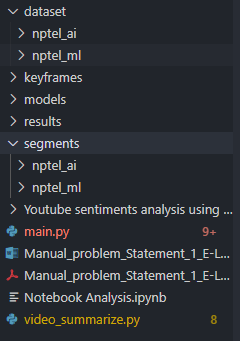 dataset
nptel_ai
nptel_ml
keyframes
models
results
segments
nptel_ai
nptel_ml
Youtube sentiments analysis using ...
main.py 9+
Manual_problem_Statement_1_E-L...
Manual_problem_Statement_1_E-L...
Notebook Analysis.ipynb
video_summarize.py 8